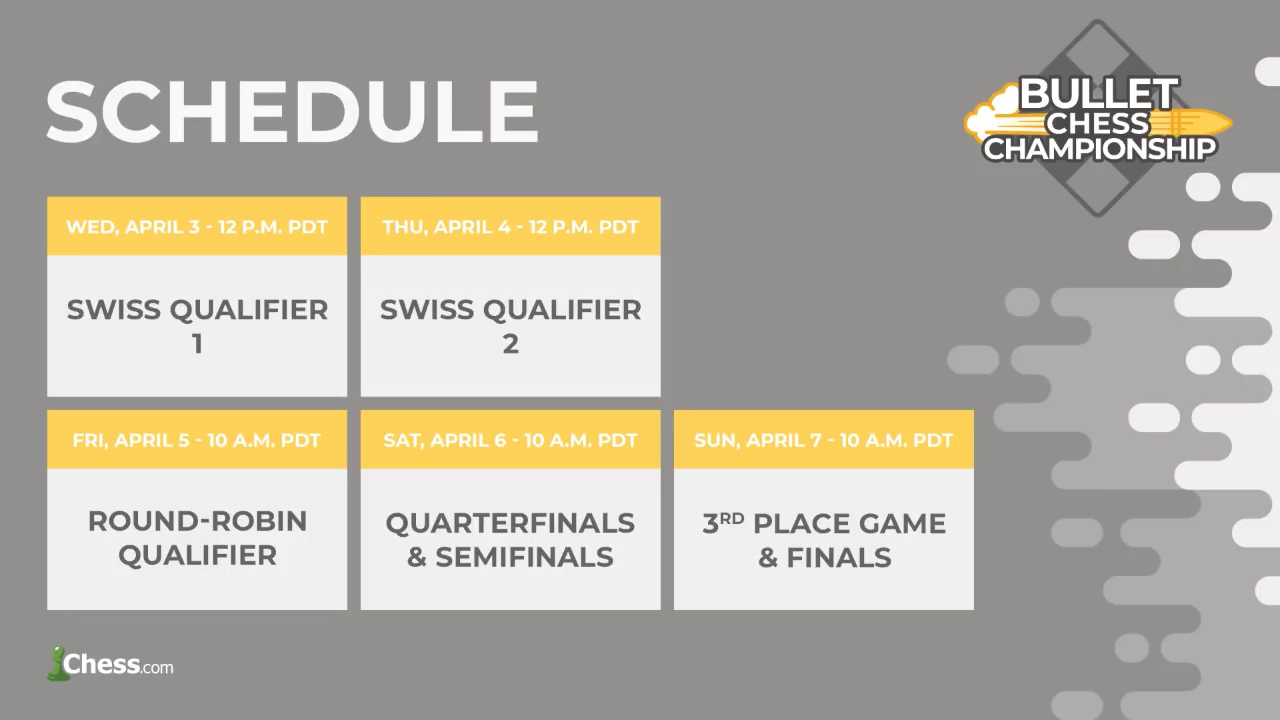 SCHEDULE
BULLET
CHESS
CHAMPIONSHIP
WED, APRIL 3 - 12 P.M. PDT
SWISS QUALIFIER
1
THU, APRIL 4 - 12 P.M. PDT
SWISS QUALIFIER
2
FRI, APRIL 5 - 10 A.M. PDT
ROUND-ROBIN
QUALIFIER
SAT, APRIL 6 - 10 A.M. PDT
QUARTERFINALS
& SEMIFINALS
SUN, APRIL 7 - 10 A.M. PDT
3RD PLACE GAME
& FINALS
Chess.com